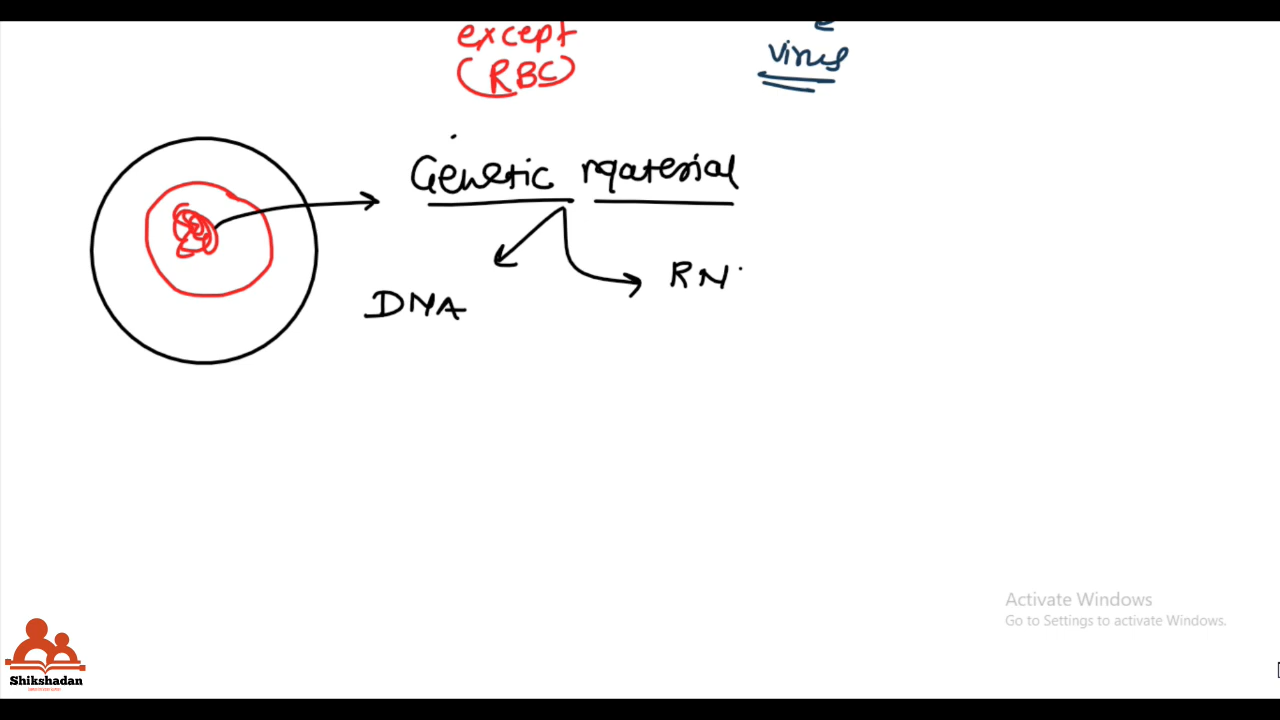 except
(RBC)
virus
Genetic material
RN
DNA
Activate Windows
Go to Settings to activate Windows.
Shikshadan